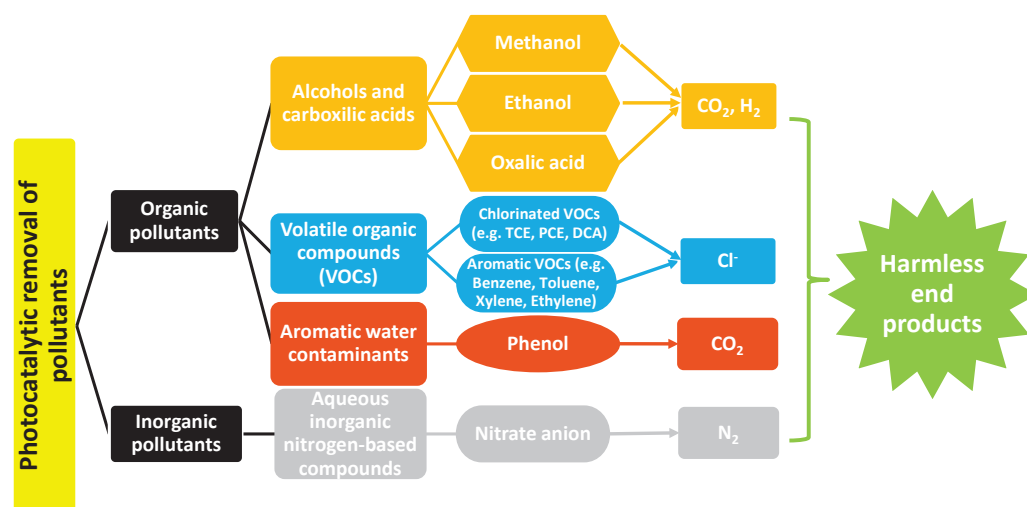 Photocatalytic removal of
pollutants
Organic
pollutants
Inorganic
pollutants
Alcohols and
carboxilic acids
Volatile organic
compounds
(VOCs)
Aromatic water
contaminants
Aqueous
inorganic
nitrogen-based
compounds
Methanol
Ethanol
Oxalic acid
Chlorinated VOCs
(e.g. TCE, PCE, DCA)
Aromatic VOCs (e.g.
Benzene, Toluene,
Xylene, Ethylene)
Phenol
Nitrate anion
CO₂, H₂
Cl⁻
CO₂
N₂
Harmless
end
products